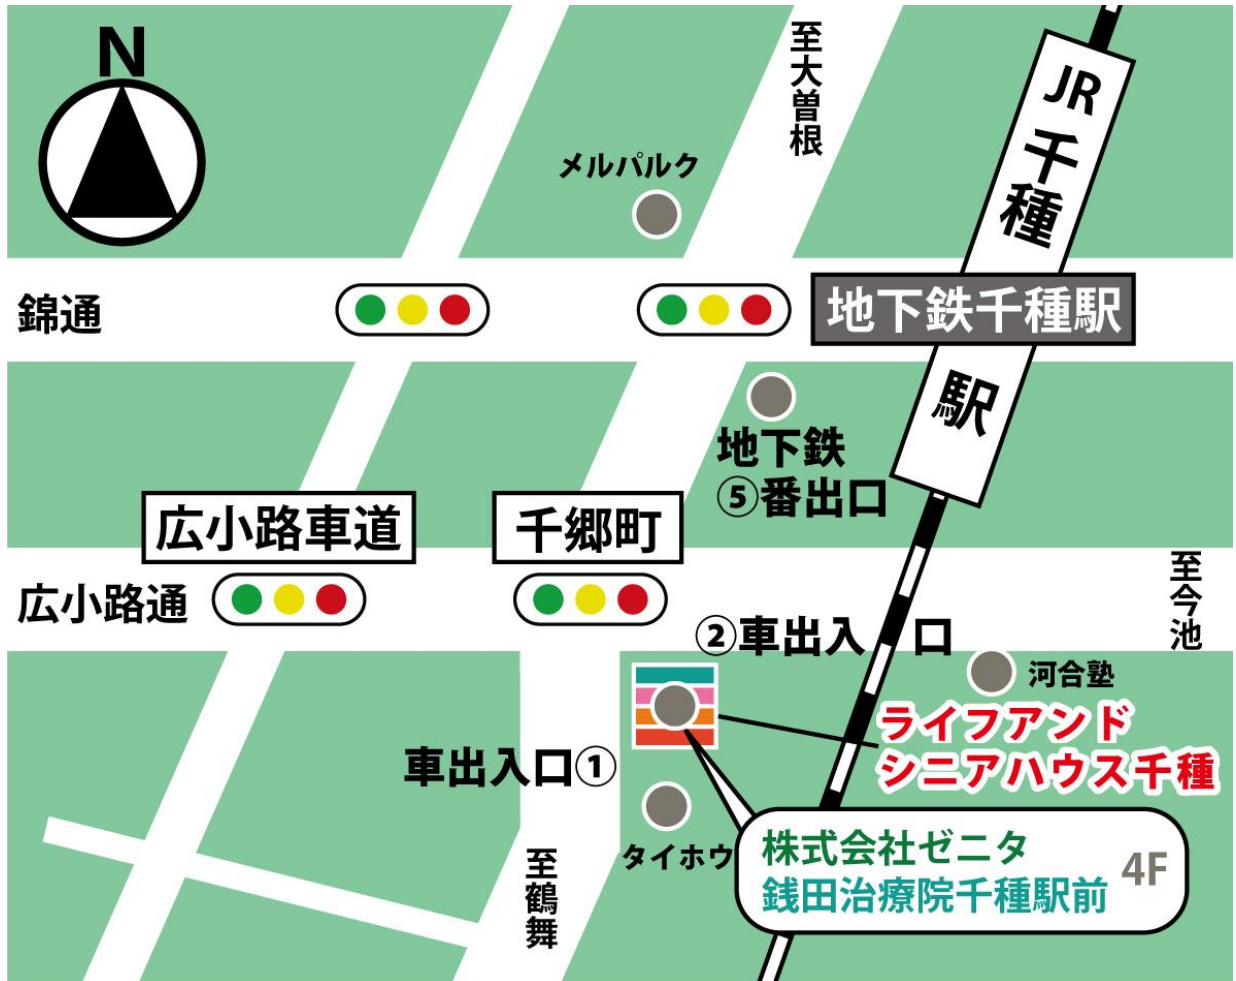 N
至大曽根
JR千種駅
メルパルク
錦通
地下鉄千種駅
地下鉄
⑤番出口
広小路車道
千郷町
広小路通
至今池
②車出入口
河合塾
ライフアンド
シニアハウス千種
車出入口①
タイホウ
株式会社ゼニタ
銭田治療院千種駅前
4F
至鶴舞